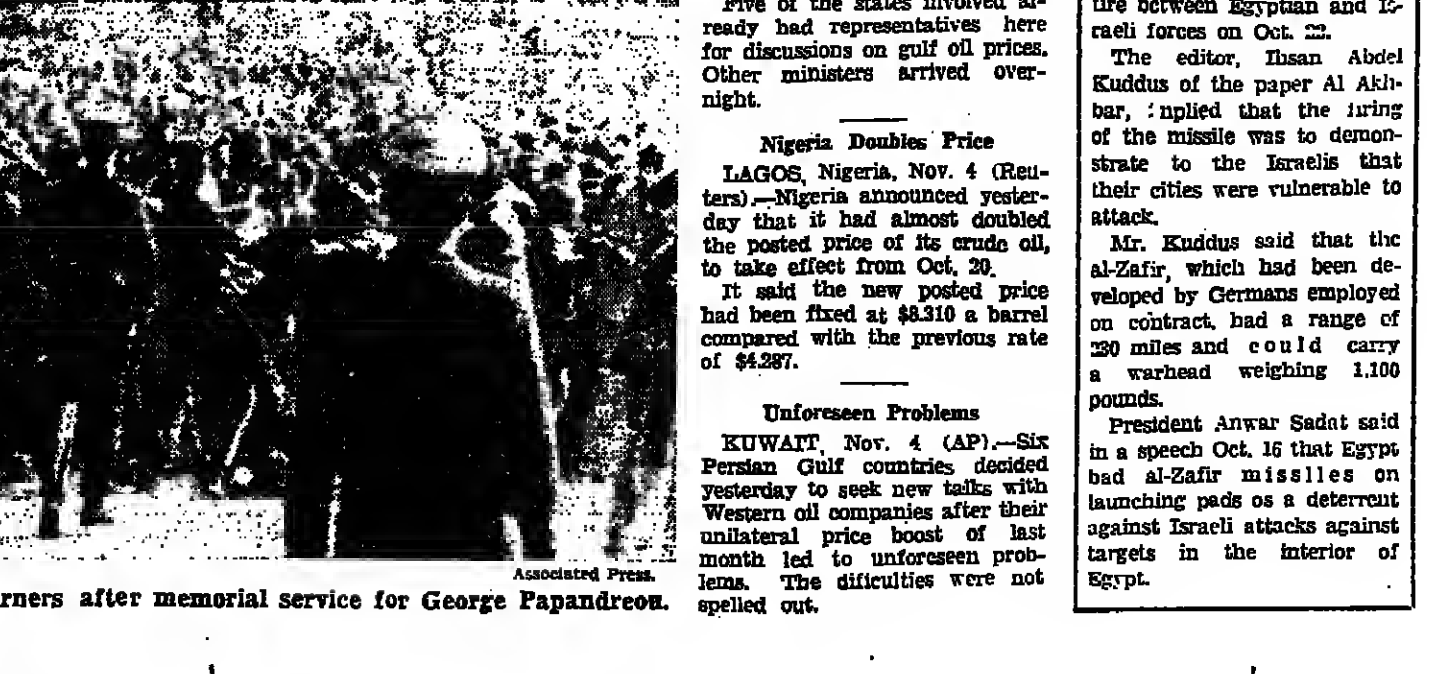 Five of the states involved al-
ready had representatives here
for discussions on gulf oil prices.
Other ministers arrived over-
night.
Nigeria Doubles Price
LAGOS, Nigeria, Nov. 4 (Reu-
ters).—Nigeria announced yester-
day that it had almost doubled
the posted price of its crude oil,
to take effect from Oct. 20.
It said the new posted price
had been fixed at $8.310 a barrel
compared with the previous rate
of $4.287.
Unforeseen Problems
KUWAIT, Nov. 4 (AP).—Six
Persian Gulf countries decided
yesterday to seek new talks with
Western oil companies after their
unilateral price boost of last
month led to unforeseen prob-
lems. The dificulties were not
spelled out.
between Egyptian and Is-
raeli forces on Oct. 22.
The editor, Ihsan Abdel
Kuddus of the paper Al Akh-
bar, implied that the firing
of the missile was to demon-
strate to the Israelis that
their cities were vulnerable to
attack.
Mr. Kuddus said that the
al-Zafir, which had been de-
veloped by Germans employed
on contract, had a range of
230 miles and could carry
a warhead weighing 1,100
pounds.
President Anwar Sadat said
in a speech Oct. 16 that Egypt
had al-Zafir missiles on
launching pads as a deterrent
against Israeli attacks against
targets in the interior of
Egypt.
Associated Press.
rners after memorial service for George Papandreou.